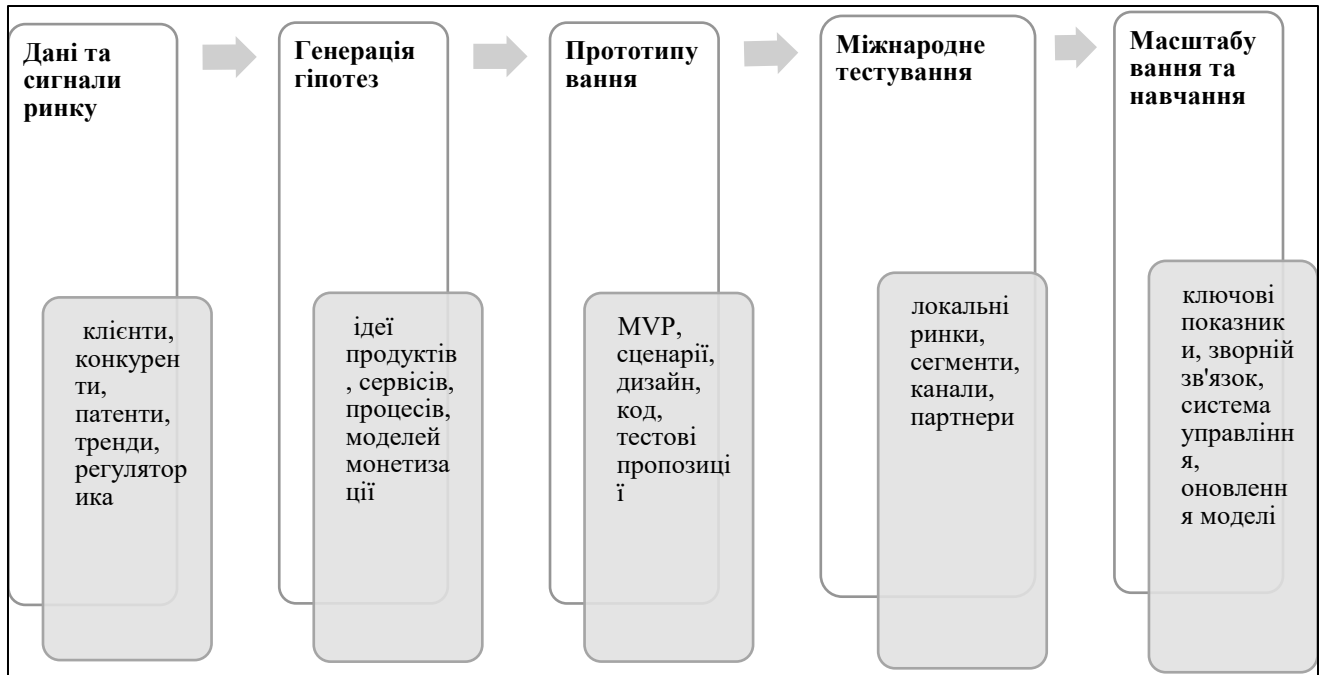 Дані та
сигнали
ринку
клієнти,
конкурен
ти,
патенти,
тренди,
регулятор
ика
Генерація
гіпотез
ідеї
продуктів
, сервісів,
процесів,
моделей
монетиза
ції
Прототипу
вання
MVP,
сценарії,
дизайн,
код,
тестові
пропозиці
ї
Міжнародне
тестування
локальні
ринки,
сегменти,
канали,
партнери
Масштабу
вання та
навчання
ключові
показник
и, зворній
зв'язок,
система
управлінн
я,
оновленн
я моделі